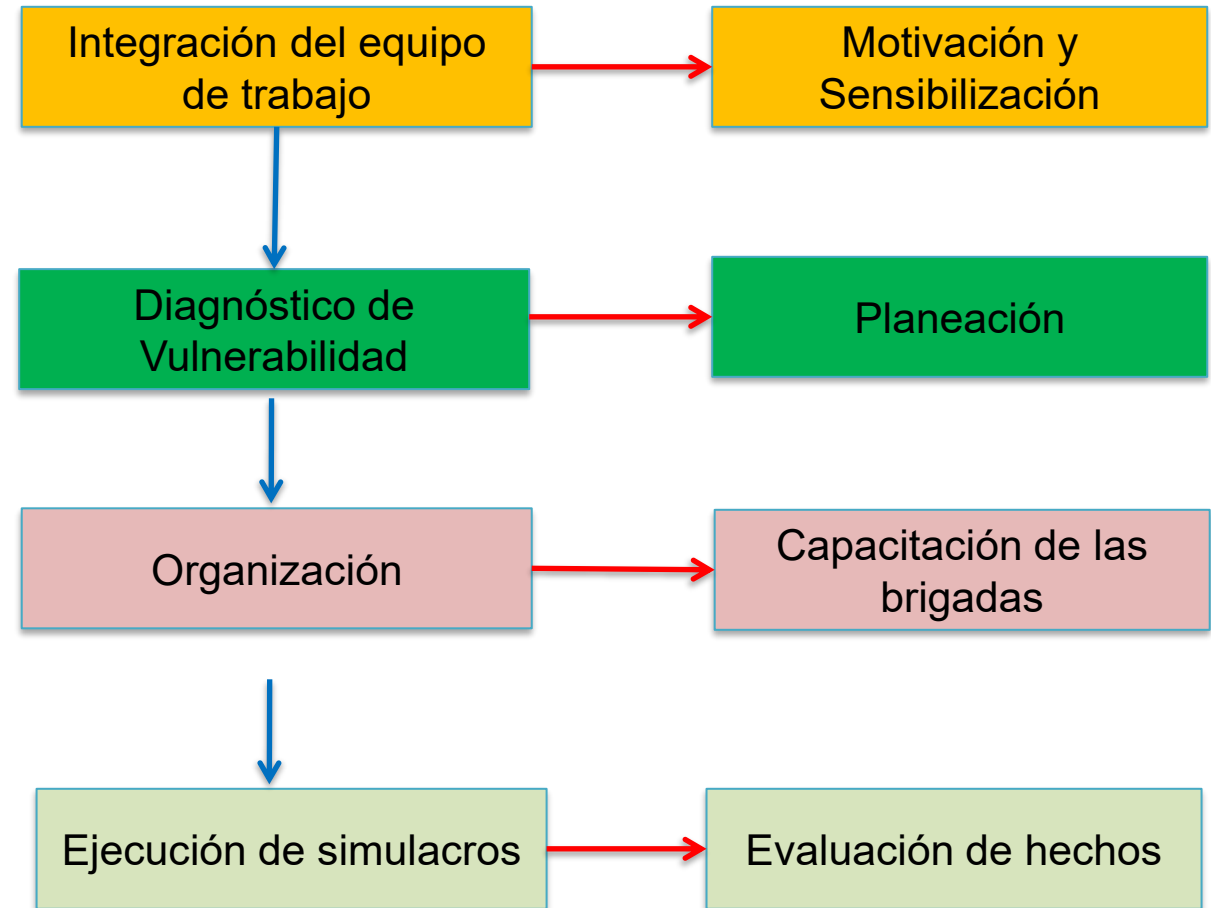 Integración del equipo
de trabajo
Motivación y
Sensibilización
Diagnóstico de
Vulnerabilidad
Planeación
Organización
Capacitación de las
brigadas
Ejecución de simulacros
Evaluación de hechos